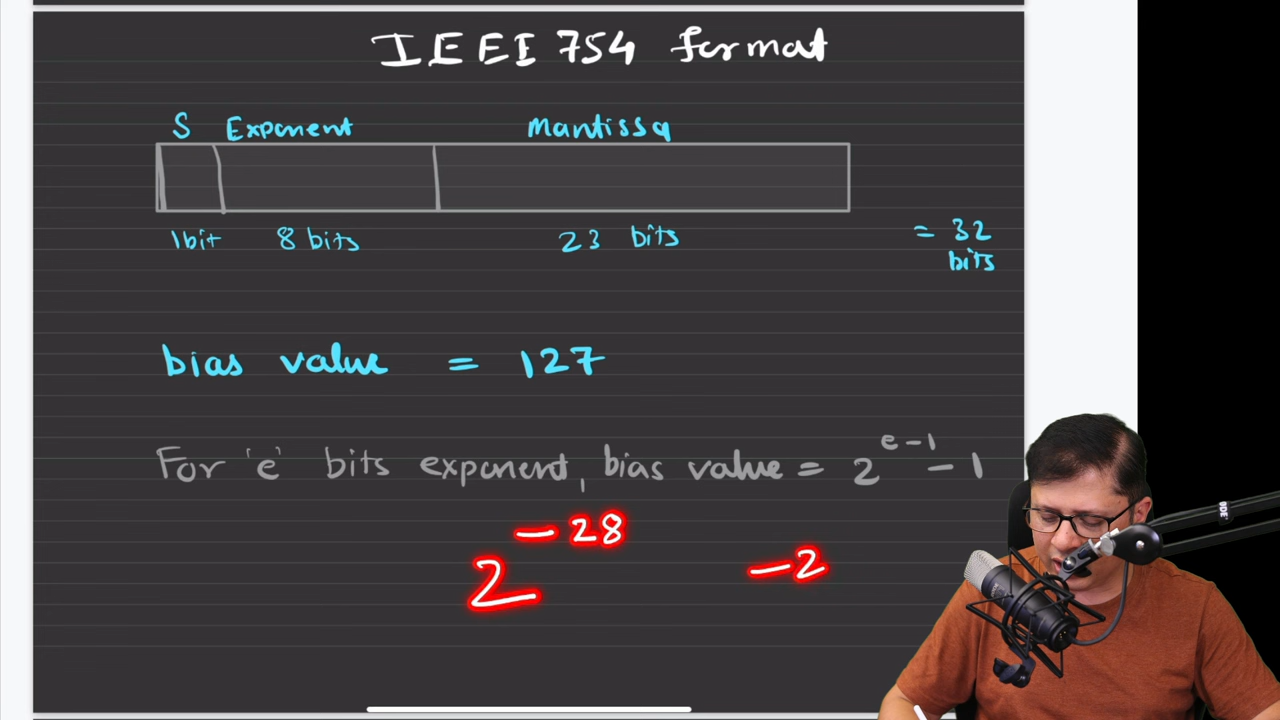 IEEI 754 format
S Exponent Mantissa
1bit 8 bits 23 bits = 32 bits
bias value = 127
For 'e' bits exponent, bias value = 2^{e-1} - 1
2^{-28} -2